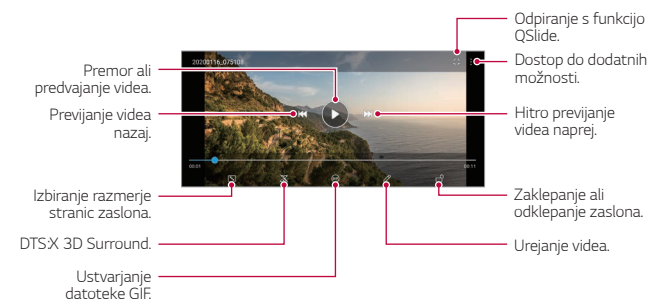 Odpiranje s funkcijo
QSlide.
20200116_075108
Dostop do dodatnih
možnosti.
Premor ali
predvajanje videa.
Previjanje videa
nazaj.
Hitro previjanje
videa naprej.
00:01
00:11
Izbiranje razmerje
stranic zaslona.
Zaklepanje ali
odklepanje zaslona.
DTS:X 3D Surround.
Urejanje videa.
Ustvarjanje
datoteke GIF.